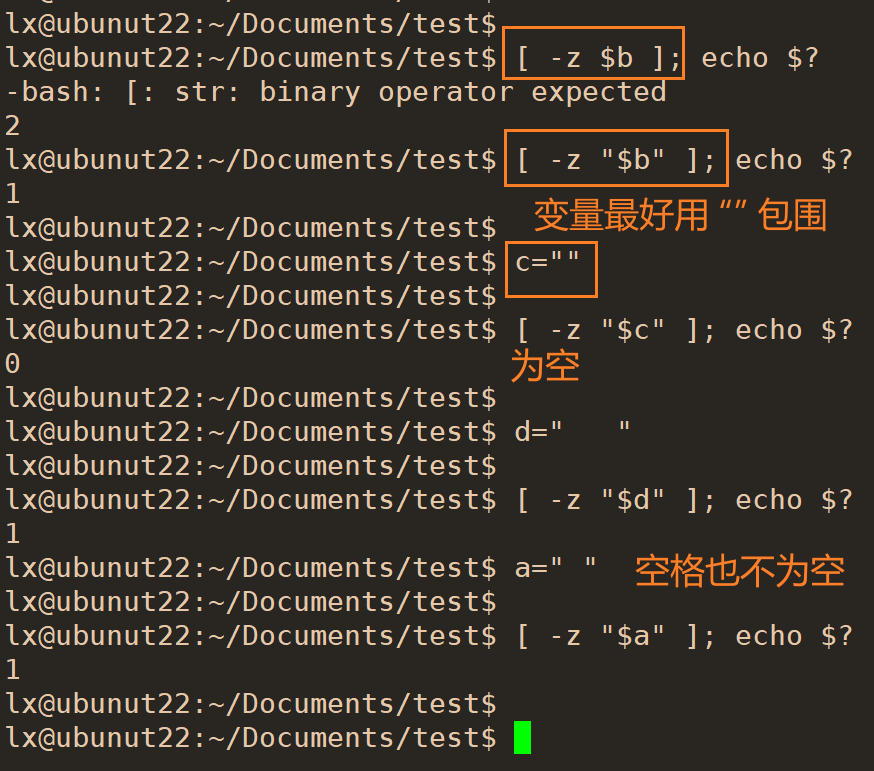 lx@ubunut22:~/Documents/test$
lx@ubunut22:~/Documents/test$ [ -z $b ]; echo $?
-bash: [: str: binary operator expected
2
lx@ubunut22:~/Documents/test$ [ -z "$b" ]; echo $?
1
变量最好用 “” 包围
lx@ubunut22:~/Documents/test$
lx@ubunut22:~/Documents/test$ c=""
lx@ubunut22:~/Documents/test$
lx@ubunut22:~/Documents/test$ [ -z "$c" ]; echo $?
0
为空
lx@ubunut22:~/Documents/test$
lx@ubunut22:~/Documents/test$ d="   "
lx@ubunut22:~/Documents/test$
lx@ubunut22:~/Documents/test$ [ -z "$d" ]; echo $?
1
lx@ubunut22:~/Documents/test$ a=" " 空格也不为空
lx@ubunut22:~/Documents/test$
lx@ubunut22:~/Documents/test$ [ -z "$a" ]; echo $?
1
lx@ubunut22:~/Documents/test$
lx@ubunut22:~/Documents/test$